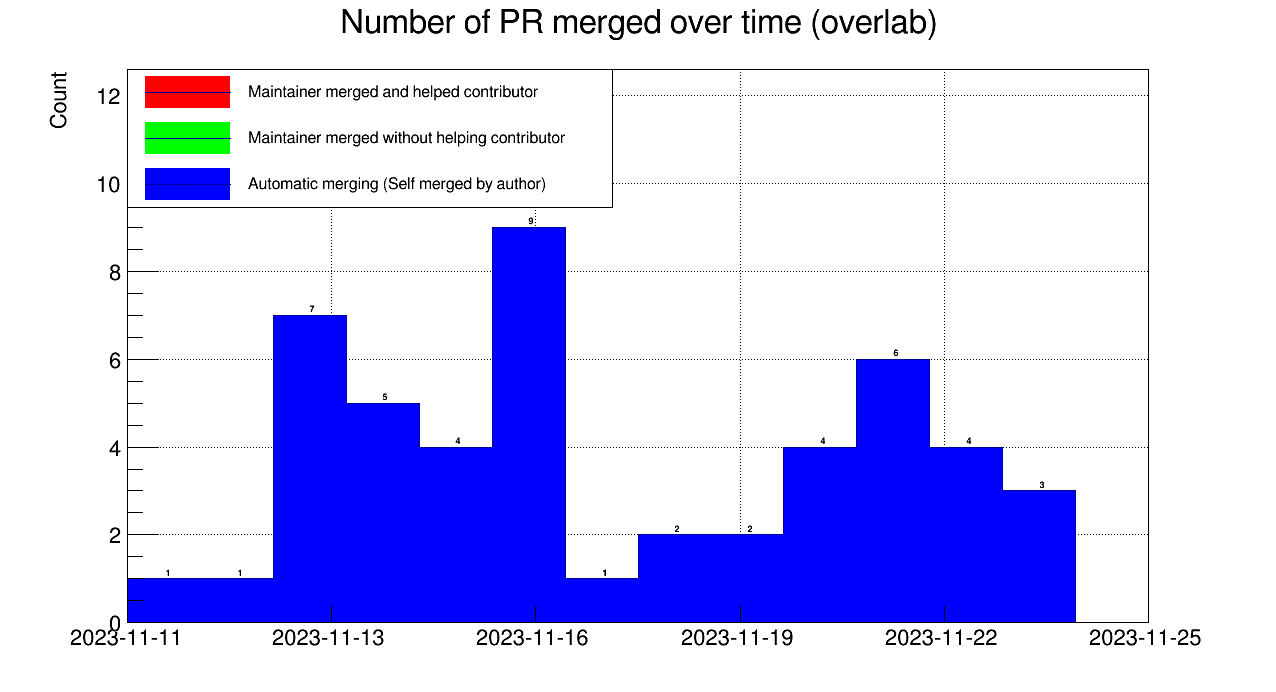 Number of PR merged over time (overlab)
Count
Maintainer merged and helped contributor
Maintainer merged without helping contributor
Automatic merging (Self merged by author)
12
10
8
6
4
2
0
1 1 7 5 4 9 1 2 2 4 6 4 3
2023-11-11 2023-11-13 2023-11-16 2023-11-19 2023-11-22 2023-11-25